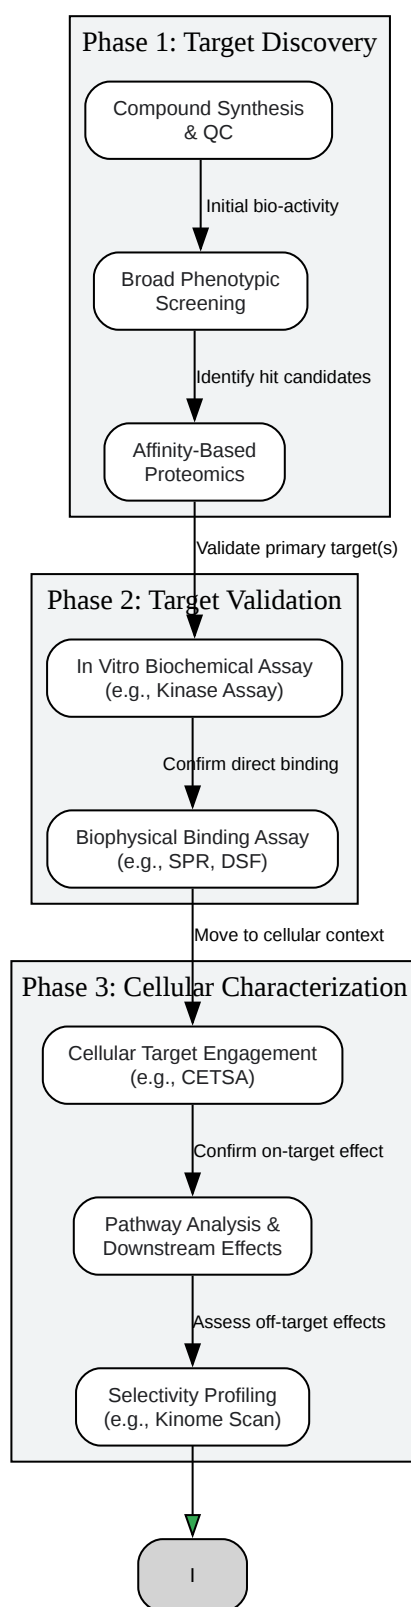 Phase 1: Target Discovery
Compound Synthesis
& QC
Initial bio-activity
Broad Phenotypic
Screening
Identify hit candidates
Affinity-Based
Proteomics
Validate primary target(s)
Phase 2: Target Validation
In Vitro Biochemical Assay
(e.g., Kinase Assay)
Confirm direct binding
Biophysical Binding Assay
(e.g., SPR, DSF)
Move to cellular context
Phase 3: Cellular Characterization
Cellular Target Engagement
(e.g., CETSA)
Confirm on-target effect
Pathway Analysis &
Downstream Effects
Assess off-target effects
Selectivity Profiling
(e.g., Kinome Scan)
I